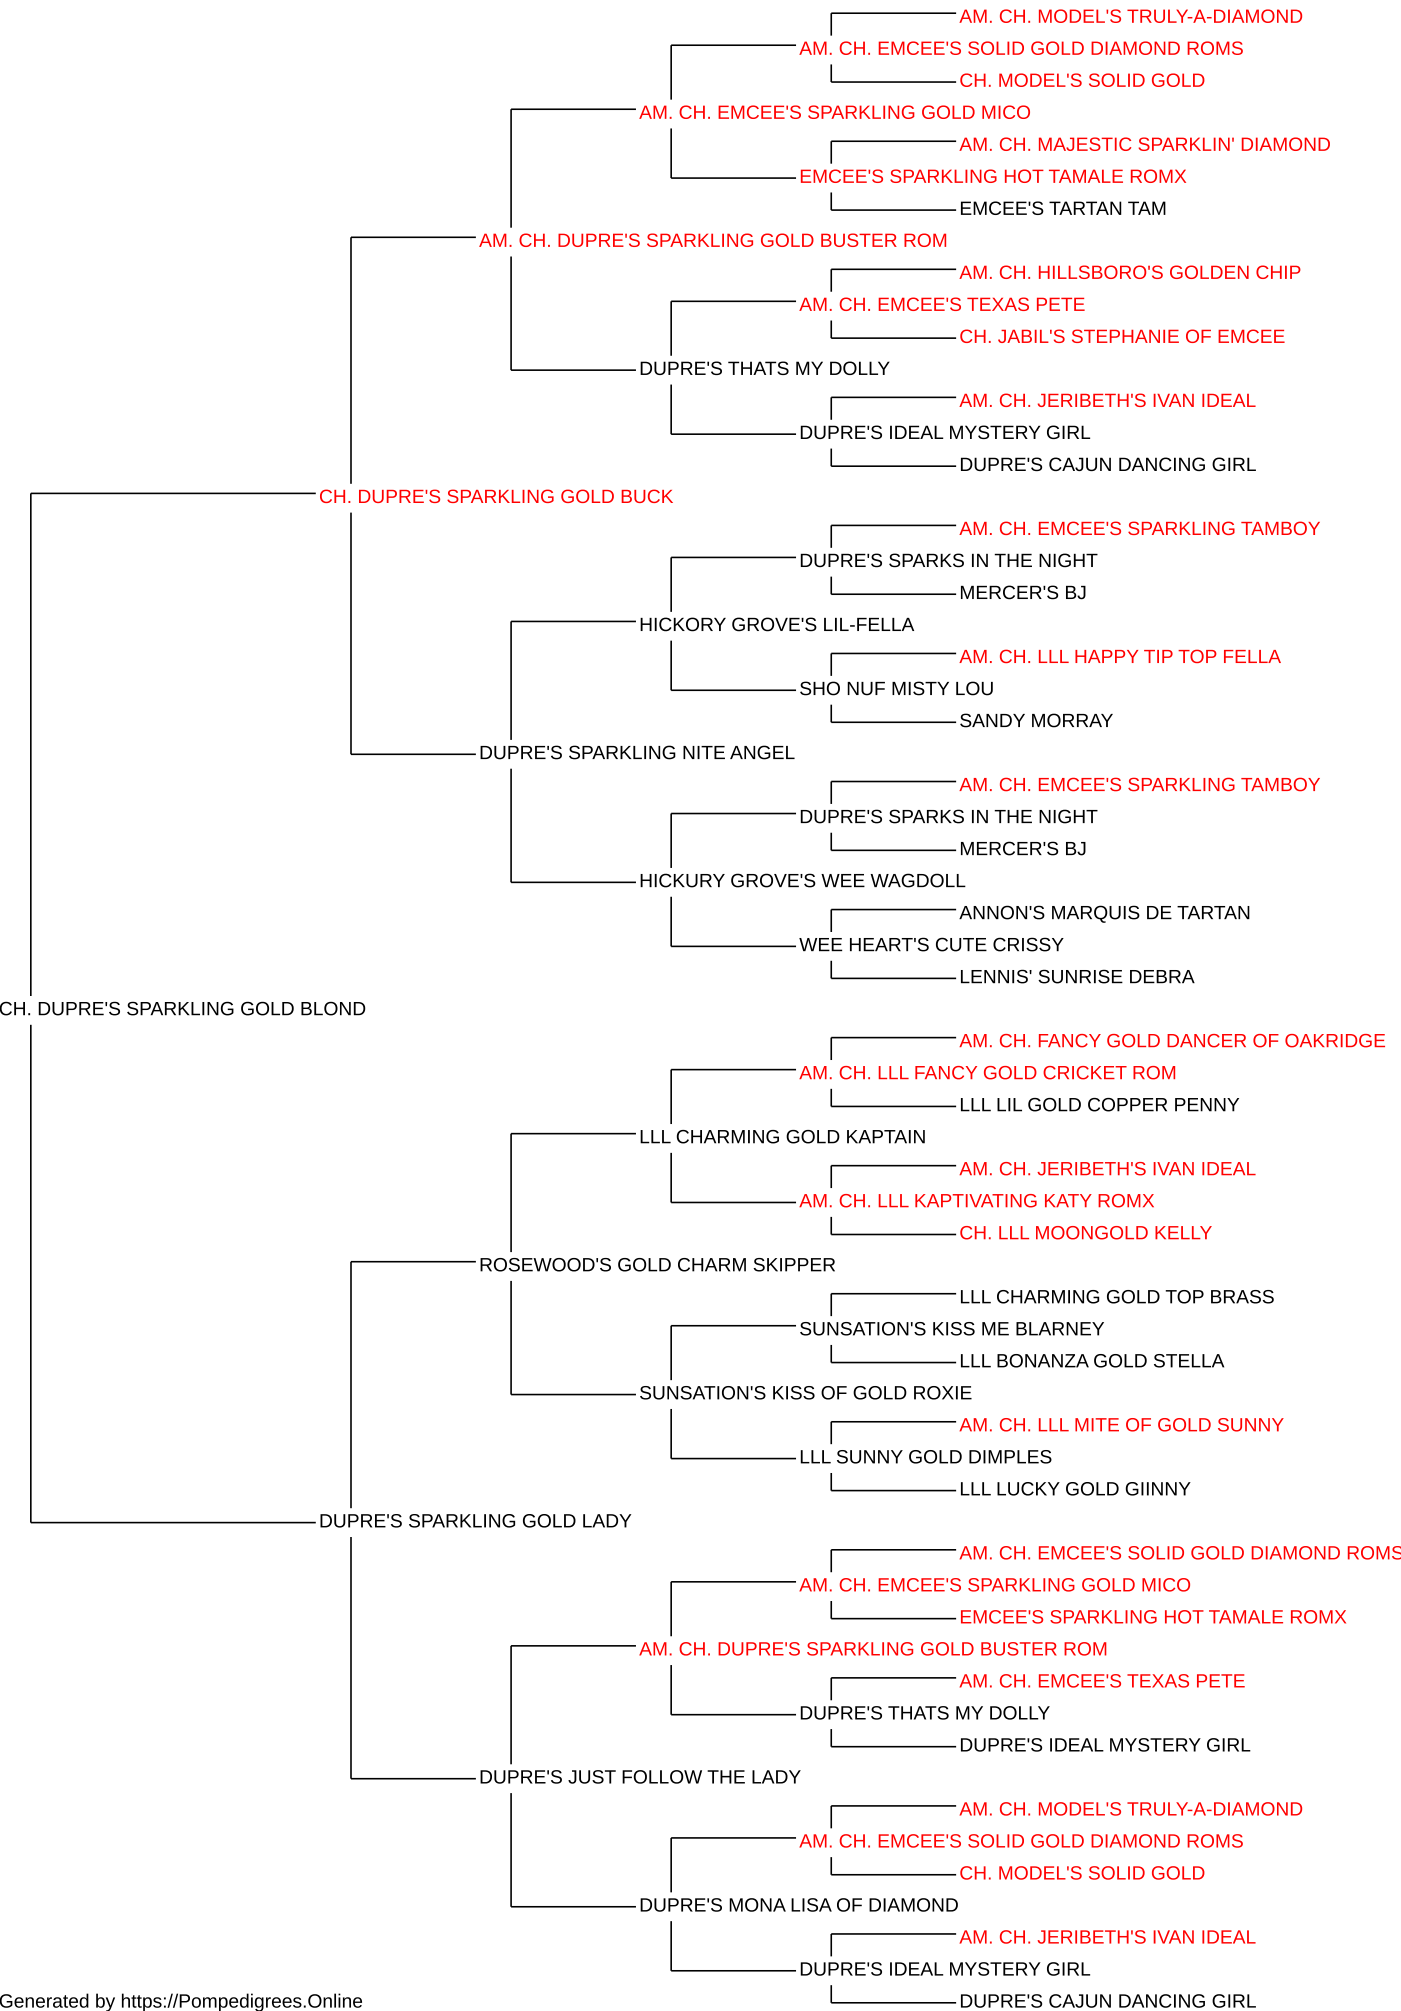 AM. CH. MODEL'S TRULY-A-DIAMOND
AM. CH. EMCEE'S SOLID GOLD DIAMOND ROMS
CH. MODEL'S SOLID GOLD
AM. CH. EMCEE'S SPARKLING GOLD MICO
AM. CH. MAJESTIC SPARKLIN' DIAMOND
EMCEE'S SPARKLING HOT TAMALE ROMX
EMCEE'S TARTAN TAM
AM. CH. DUPRE'S SPARKLING GOLD BUSTER ROM
AM. CH. HILLSBORO'S GOLDEN CHIP
AM. CH. EMCEE'S TEXAS PETE
CH. JABIL'S STEPHANIE OF EMCEE
DUPRE'S THATS MY DOLLY
AM. CH. JERIBETH'S IVAN IDEAL
DUPRE'S IDEAL MYSTERY GIRL
DUPRE'S CAJUN DANCING GIRL
CH. DUPRE'S SPARKLING GOLD BUCK
AM. CH. EMCEE'S SPARKLING TAMBOY
DUPRE'S SPARKS IN THE NIGHT
MERCER'S BJ
HICKORY GROVE'S LIL-FELLA
AM. CH. LLL HAPPY TIP TOP FELLA
SHO NUF MISTY LOU
SANDY MORRAY
DUPRE'S SPARKLING NITE ANGEL
AM. CH. EMCEE'S SPARKLING TAMBOY
DUPRE'S SPARKS IN THE NIGHT
MERCER'S BJ
HICKURY GROVE'S WEE WAGDOLL
ANNON'S MARQUIS DE TARTAN
WEE HEART'S CUTE CRISSY
LENNIS' SUNRISE DEBRA
CH. DUPRE'S SPARKLING GOLD BLOND
AM. CH. FANCY GOLD DANCER OF OAKRIDGE
AM. CH. LLL FANCY GOLD CRICKET ROM
LLL LIL GOLD COPPER PENNY
LLL CHARMING GOLD KAPTAIN
AM. CH. JERIBETH'S IVAN IDEAL
AM. CH. LLL KAPTIVATING KATY ROMX
CH. LLL MOONGOLD KELLY
ROSEWOOD'S GOLD CHARM SKIPPER
LLL CHARMING GOLD TOP BRASS
SUNSATION'S KISS ME BLARNEY
LLL BONANZA GOLD STELLA
SUNSATION'S KISS OF GOLD ROXIE
AM. CH. LLL MITE OF GOLD SUNNY
LLL SUNNY GOLD DIMPLES
LLL LUCKY GOLD GIINNY
DUPRE'S SPARKLING GOLD LADY
AM. CH. EMCEE'S SOLID GOLD DIAMOND ROMS
AM. CH. EMCEE'S SPARKLING GOLD MICO
EMCEE'S SPARKLING HOT TAMALE ROMX
AM. CH. DUPRE'S SPARKLING GOLD BUSTER ROM
AM. CH. EMCEE'S TEXAS PETE
DUPRE'S THATS MY DOLLY
DUPRE'S IDEAL MYSTERY GIRL
DUPRE'S JUST FOLLOW THE LADY
AM. CH. MODEL'S TRULY-A-DIAMOND
AM. CH. EMCEE'S SOLID GOLD DIAMOND ROMS
CH. MODEL'S SOLID GOLD
DUPRE'S MONA LISA OF DIAMOND
AM. CH. JERIBETH'S IVAN IDEAL
DUPRE'S IDEAL MYSTERY GIRL
DUPRE'S CAJUN DANCING GIRL
Generated by https://Pompedigrees.Online